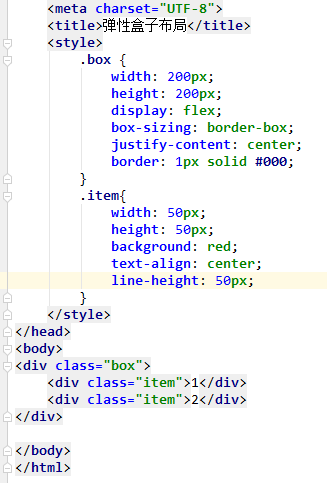 <meta charset="UTF-8">
<title>弹性盒子布局</title>
<style>
.box {
width: 200px;
height: 200px;
display: flex;
box-sizing: border-box;
justify-content: center;
border: 1px solid #000;
}
.item{
width: 50px;
height: 50px;
background: red;
text-align: center;
line-height: 50px;
}
</style>
</head>
<body>
<div class="box">
<div class="item">1</div>
<div class="item">2</div>
</div>
</body>
</html>